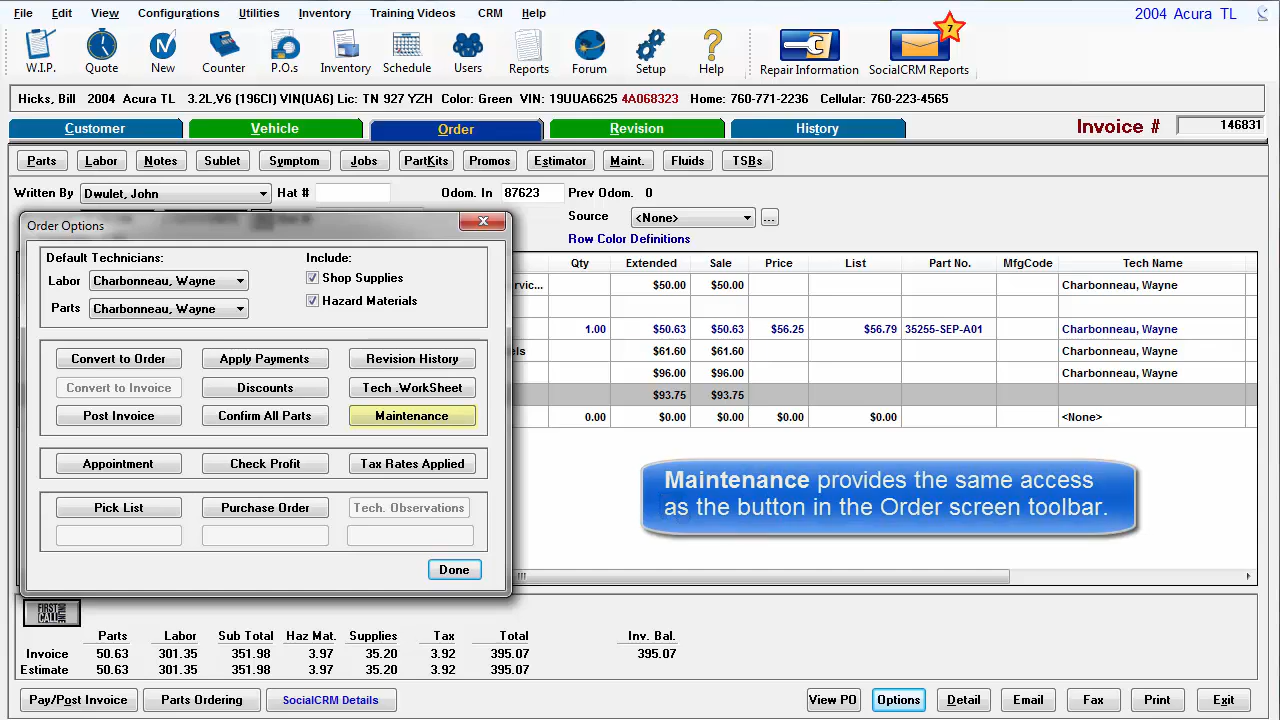 File Edit View Configurations Utilities Inventory Training Videos CRM Help 2004 Acura TL
7
W.I.P. Quote New Counter P.O.s Inventory Schedule Users Reports Forum Setup Help Repair Information SocialCRM Reports
Hicks, Bill 2004 Acura TL 3.2L,V6 (196CI) VIN(UA6) Lic: TN 927 YZH Color: Green VIN: 19UUA6625 4A068323 Home: 760-771-2236 Cellular: 760-223-4565
Customer Vehicle Order Revision History Invoice # 146831
Parts Labor Notes Sublet Symptom Jobs PartKits Promos Estimator Maint. Fluids TSBs
Written By Dwulet, John Hat # Odom. In 87623 Prev Odom. 0
Source <None> ...
Row Color Definitions
Order Options
Default Technicians: Include:
Labor Charbonneau, Wayne Shop Supplies
Parts Charbonneau, Wayne Hazard Materials
Convert to Order Apply Payments Revision History
Convert to Invoice Discounts Tech .WorkSheet
Post Invoice Confirm All Parts Maintenance
Appointment Check Profit Tax Rates Applied
Pick List Purchase Order Tech. Observations
Done
Qty Extended Sale Price List Part No. MfgCode Tech Name
rvic... $50.00 $50.00 Charbonneau, Wayne
1.00 $50.63 $50.63 $56.25 $56.79 35255-SEP-A01 Charbonneau, Wayne
els $61.60 $61.60 Charbonneau, Wayne
$96.00 $96.00 Charbonneau, Wayne
$93.75 $93.75
0.00 $0.00 $0.00 $0.00 $0.00 <None>
Maintenance provides the same access
as the button in the Order screen toolbar.
FIRST CALL
Parts Labor Sub Total Haz Mat. Supplies Tax Total Inv. Bal.
Invoice 50.63 301.35 351.98 3.97 35.20 3.92 395.07 395.07
Estimate 50.63 301.35 351.98 3.97 35.20 3.92 395.07
Pay/Post Invoice Parts Ordering SocialCRM Details View PO Options Detail Email Fax Print Exit